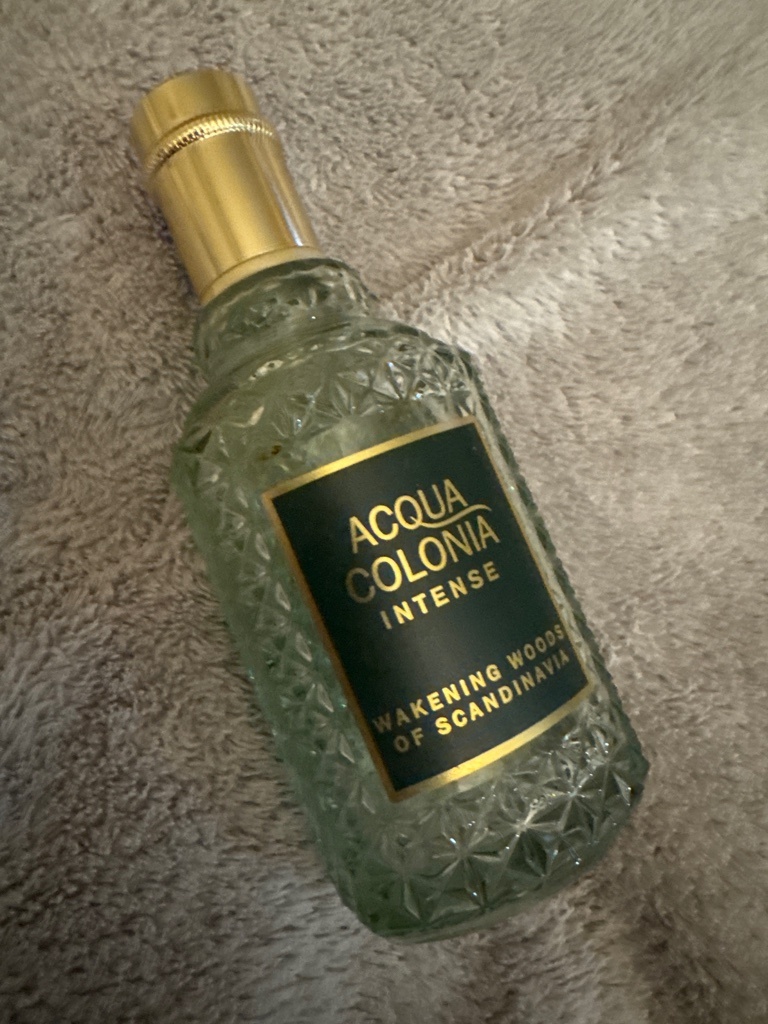 ACQUA
COLONIA
INTENSE
WAKENING WOODS
OF SCANDINAVIA